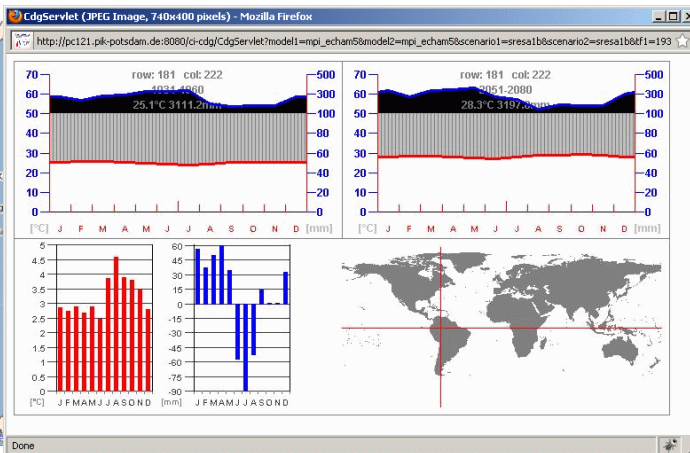 CdgServlet (JPEG Image, 740x400 pixels) - Mozilla Firefox
http://pc121.pik-potsdam.de:8080/ci-cdg/CdgServlet?model1=mpi_echam5&model2=mpi_echam5&scenario1=sresa1b&scenario2=sresa1b&tf1=193
70 row: 181 col: 222 500
60 1931-1960 300
25.1°C 3111.2mm
50 100
40 80
30 60
20 40
10 20
0 0
[°C] J F M A M J J A S O N D [mm]
70 row: 181 col: 222 500
60 2051-2080 300
28.3°C 3197.0mm
50 100
40 80
30 60
20 40
10 20
0 0
[°C] J F M A M J J A S O N D [mm]
5
4.5
4
3.5
3
2.5
2
1.5
1
0.5
0
[°C] J F M A M J J A S O N D
60
45
30
15
0
-15
-30
-45
-60
-75
-90
[mm] J F M A M J J A S O N D
Done